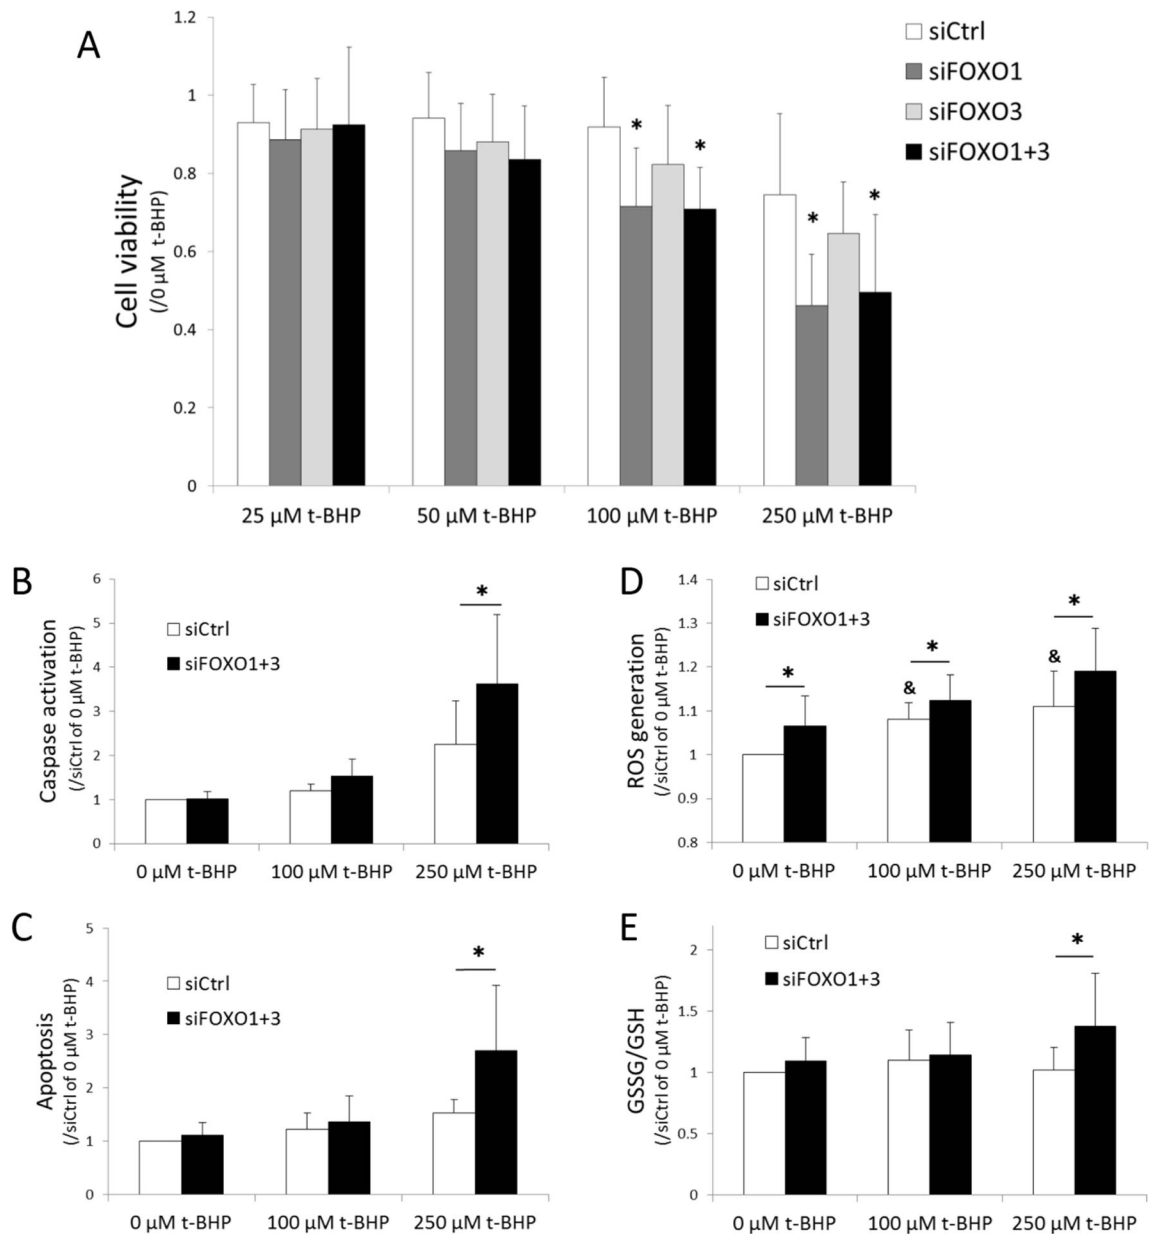 A
Cell viability
(/0 µM t-BHP)
1.2
1
0.8
0.6
0.4
0.2
0
* * * *
25 µM t-BHP 50 µM t-BHP 100 µM t-BHP 250 µM t-BHP
siCtrl
siFOXO1
siFOXO3
siFOXO1+3
B
Caspase activation
(/siCtrl of 0 µM t-BHP)
6
5
4
3
2
1
0
siCtrl
siFOXO1+3
*
0 µM t-BHP 100 µM t-BHP 250 µM t-BHP
D
ROS generation
(/siCtrl of 0 µM t-BHP)
1.4
1.3
1.2
1.1
1
0.9
0.8
siCtrl
siFOXO1+3
* & * & *
0 µM t-BHP 100 µM t-BHP 250 µM t-BHP
C
Apoptosis
(/siCtrl of 0 µM t-BHP)
5
4
3
2
1
0
siCtrl
siFOXO1+3
*
0 µM t-BHP 100 µM t-BHP 250 µM t-BHP
E
GSSG/GSH
(/siCtrl of 0 µM t-BHP)
2
1.5
1
0.5
0
siCtrl
siFOXO1+3
*
0 µM t-BHP 100 µM t-BHP 250 µM t-BHP